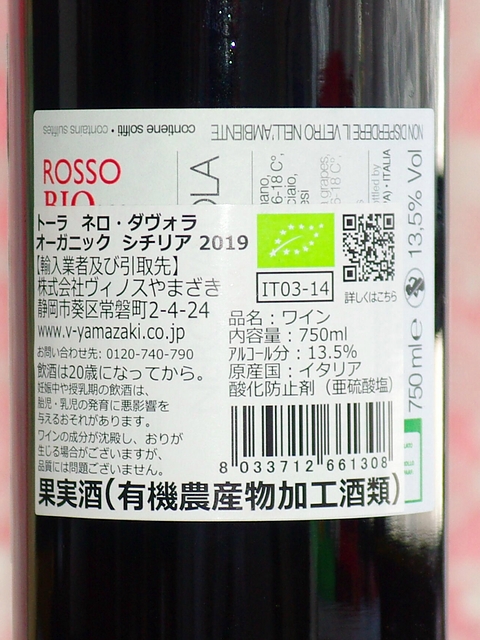 NON DISPERDERE IL VETRO NELL'AMBIENTE
contiene solfiti • contains sulfites
ROSSO
BIO
OLA
13,5% Vol
750 ml e
トーラ ネロ・ダヴォラ
オーガニック シチリア 2019
【輸入業者及び引取先】
株式会社ヴィノスやまざき
静岡市葵区常磐町2-4-24
www.v-yamazaki.co.jp
お問い合わせ先: 0120-740-790
飲酒は20歳になってから。
妊娠中や授乳期の飲酒は、
胎児・乳児の発育に悪影響を
与えるおそれがあります。
ワインの成分が沈殿し、おりが
生じる場合がございますが、
品質には問題ございません。
IT03-14
詳しくはこちら
品名：ワイン
内容量：750ml
アルコール分：13.5%
原産国：イタリア
酸化防止剤（亜硫酸塩）
8 033712 661308
果実酒(有機農産物加工酒類)